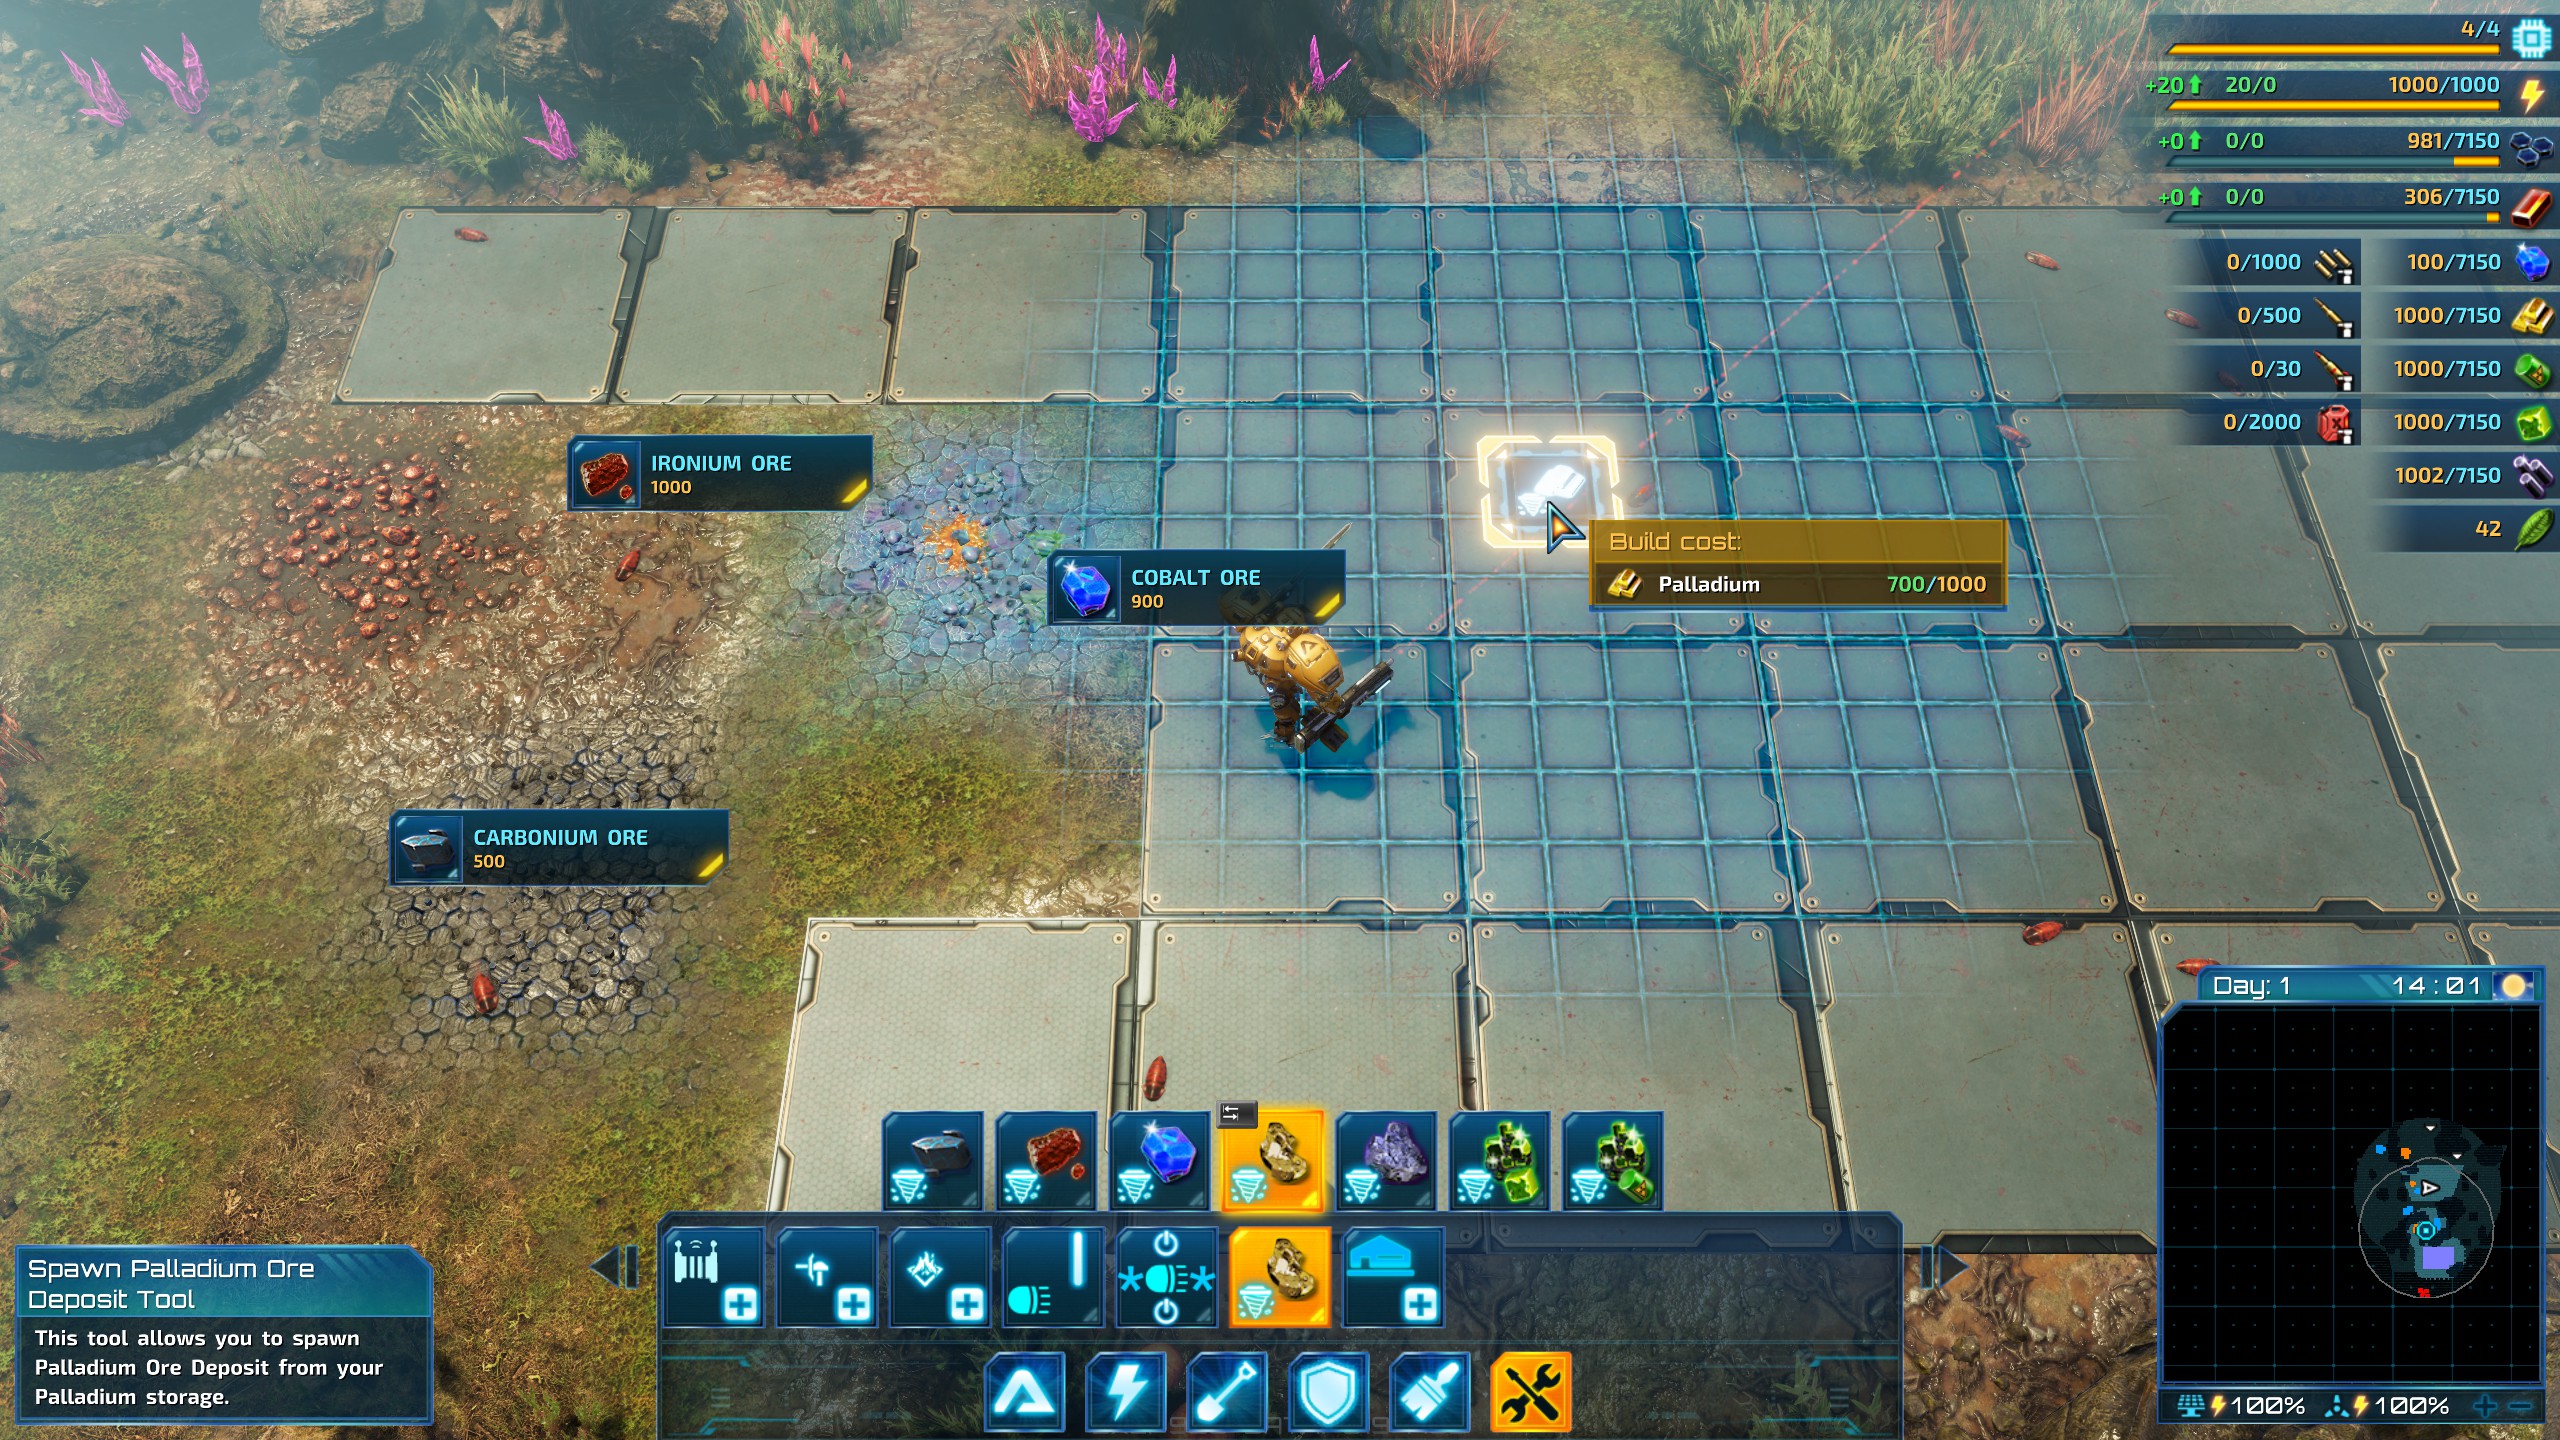 4/4
+20 20/0 1000/1000
+0 0/0 981/7150
+0 0/0 306/7150
0/1000 100/7150
0/500 1000/7150
0/30 1000/7150
0/2000 1000/7150
1002/7150
42
IRONIUM ORE
1000
COBALT ORE
900
Build cost:
Palladium 700/1000
CARBONIUM ORE
500
Day: 1 14:01
Spawn Palladium Ore
Deposit Tool
This tool allows you to spawn
Palladium Ore Deposit from your
Palladium storage.
100% 100%